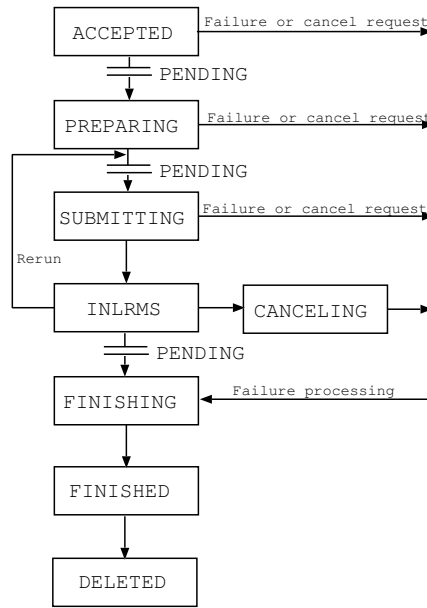 ACCEPTED
Failure or cancel request
PENDING
PREPARING
Failure or cancel request
PENDING
SUBMITTING
Failure or cancel request
Rerun
INLRMS
CANCELING
PENDING
FINISHING
Failure processing
FINISHED
DELETED